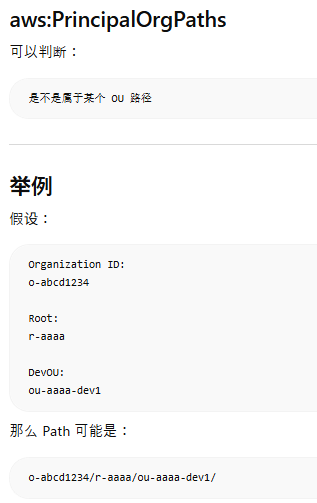 aws:PrincipalOrgPaths
可以判断：
是不是属于某个 OU 路径
举例
假设：
Organization ID:
o-abcd1234
Root:
r-aaaa
DevOU:
ou-aaaa-dev1
那么 Path 可能是：
o-abcd1234/r-aaaa/ou-aaaa-dev1/